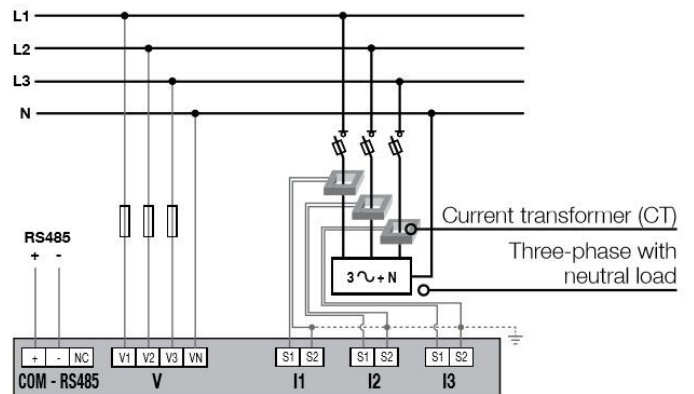 L1
L2
L3
N
Current transformer (CT)
Three-phase with
neutral load
RS485
+ -
3 ∿ + N
+ - NC V1 V2 V3 VN S1 S2 S1 S2 S1 S2
COM - RS485 V I1 I2 I3